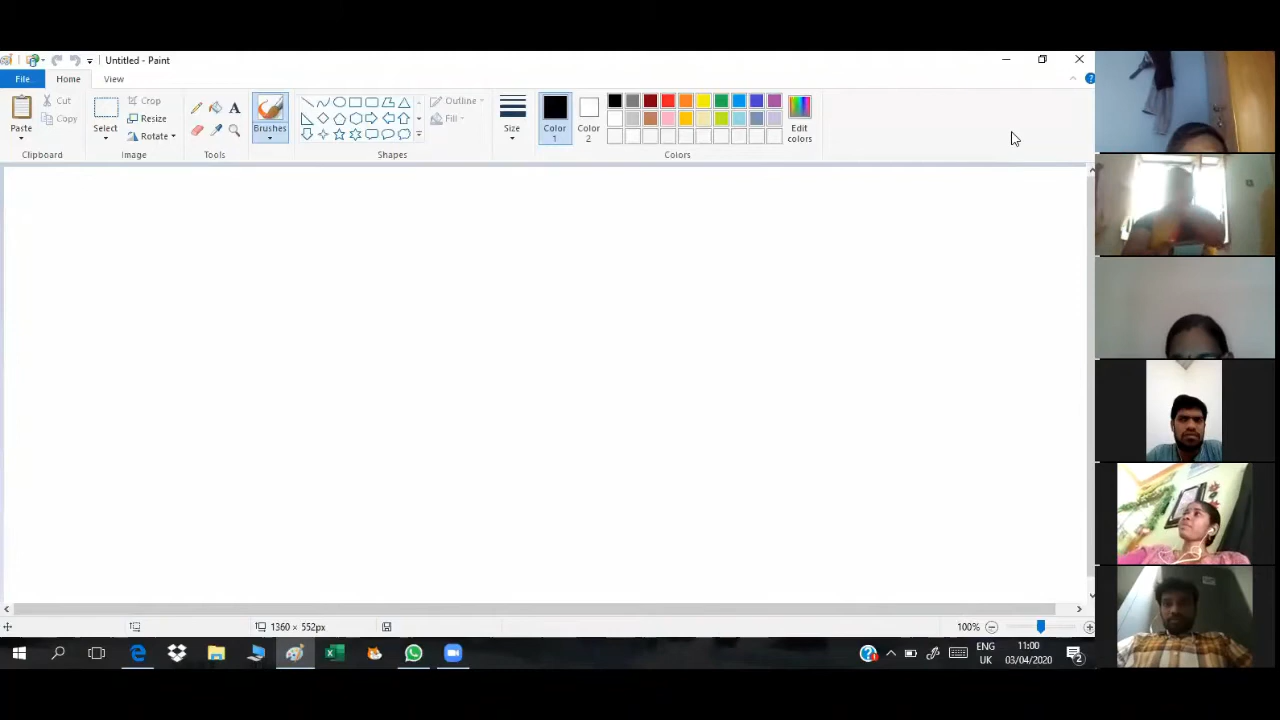 Untitled - Paint
File
Home
View
Paste
Cut
Copy
Clipboard
Select
Crop
Resize
Rotate
Image
A
Tools
Brushes
Shapes
Outline
Fill
Size
Color
1
Color
2
Edit
colors
Colors
1360 × 552px
100%
ENG
UK
11:00
03/04/2020
2